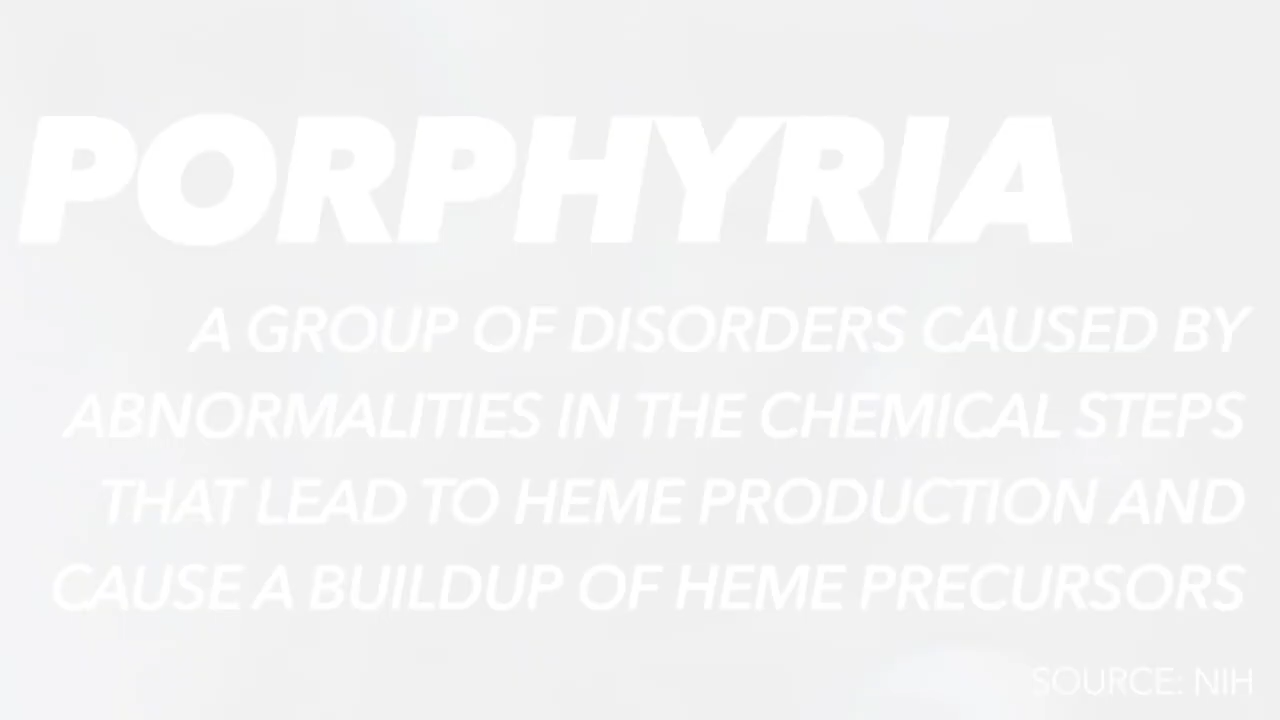 PORPHYRIA
A GROUP OF DISORDERS CAUSED BY
ABNORMALITIES IN THE CHEMICAL STEPS
THAT LEAD TO HEME PRODUCTION AND
CAUSE A BUILDUP OF HEME PRECURSORS
SOURCE: NIH